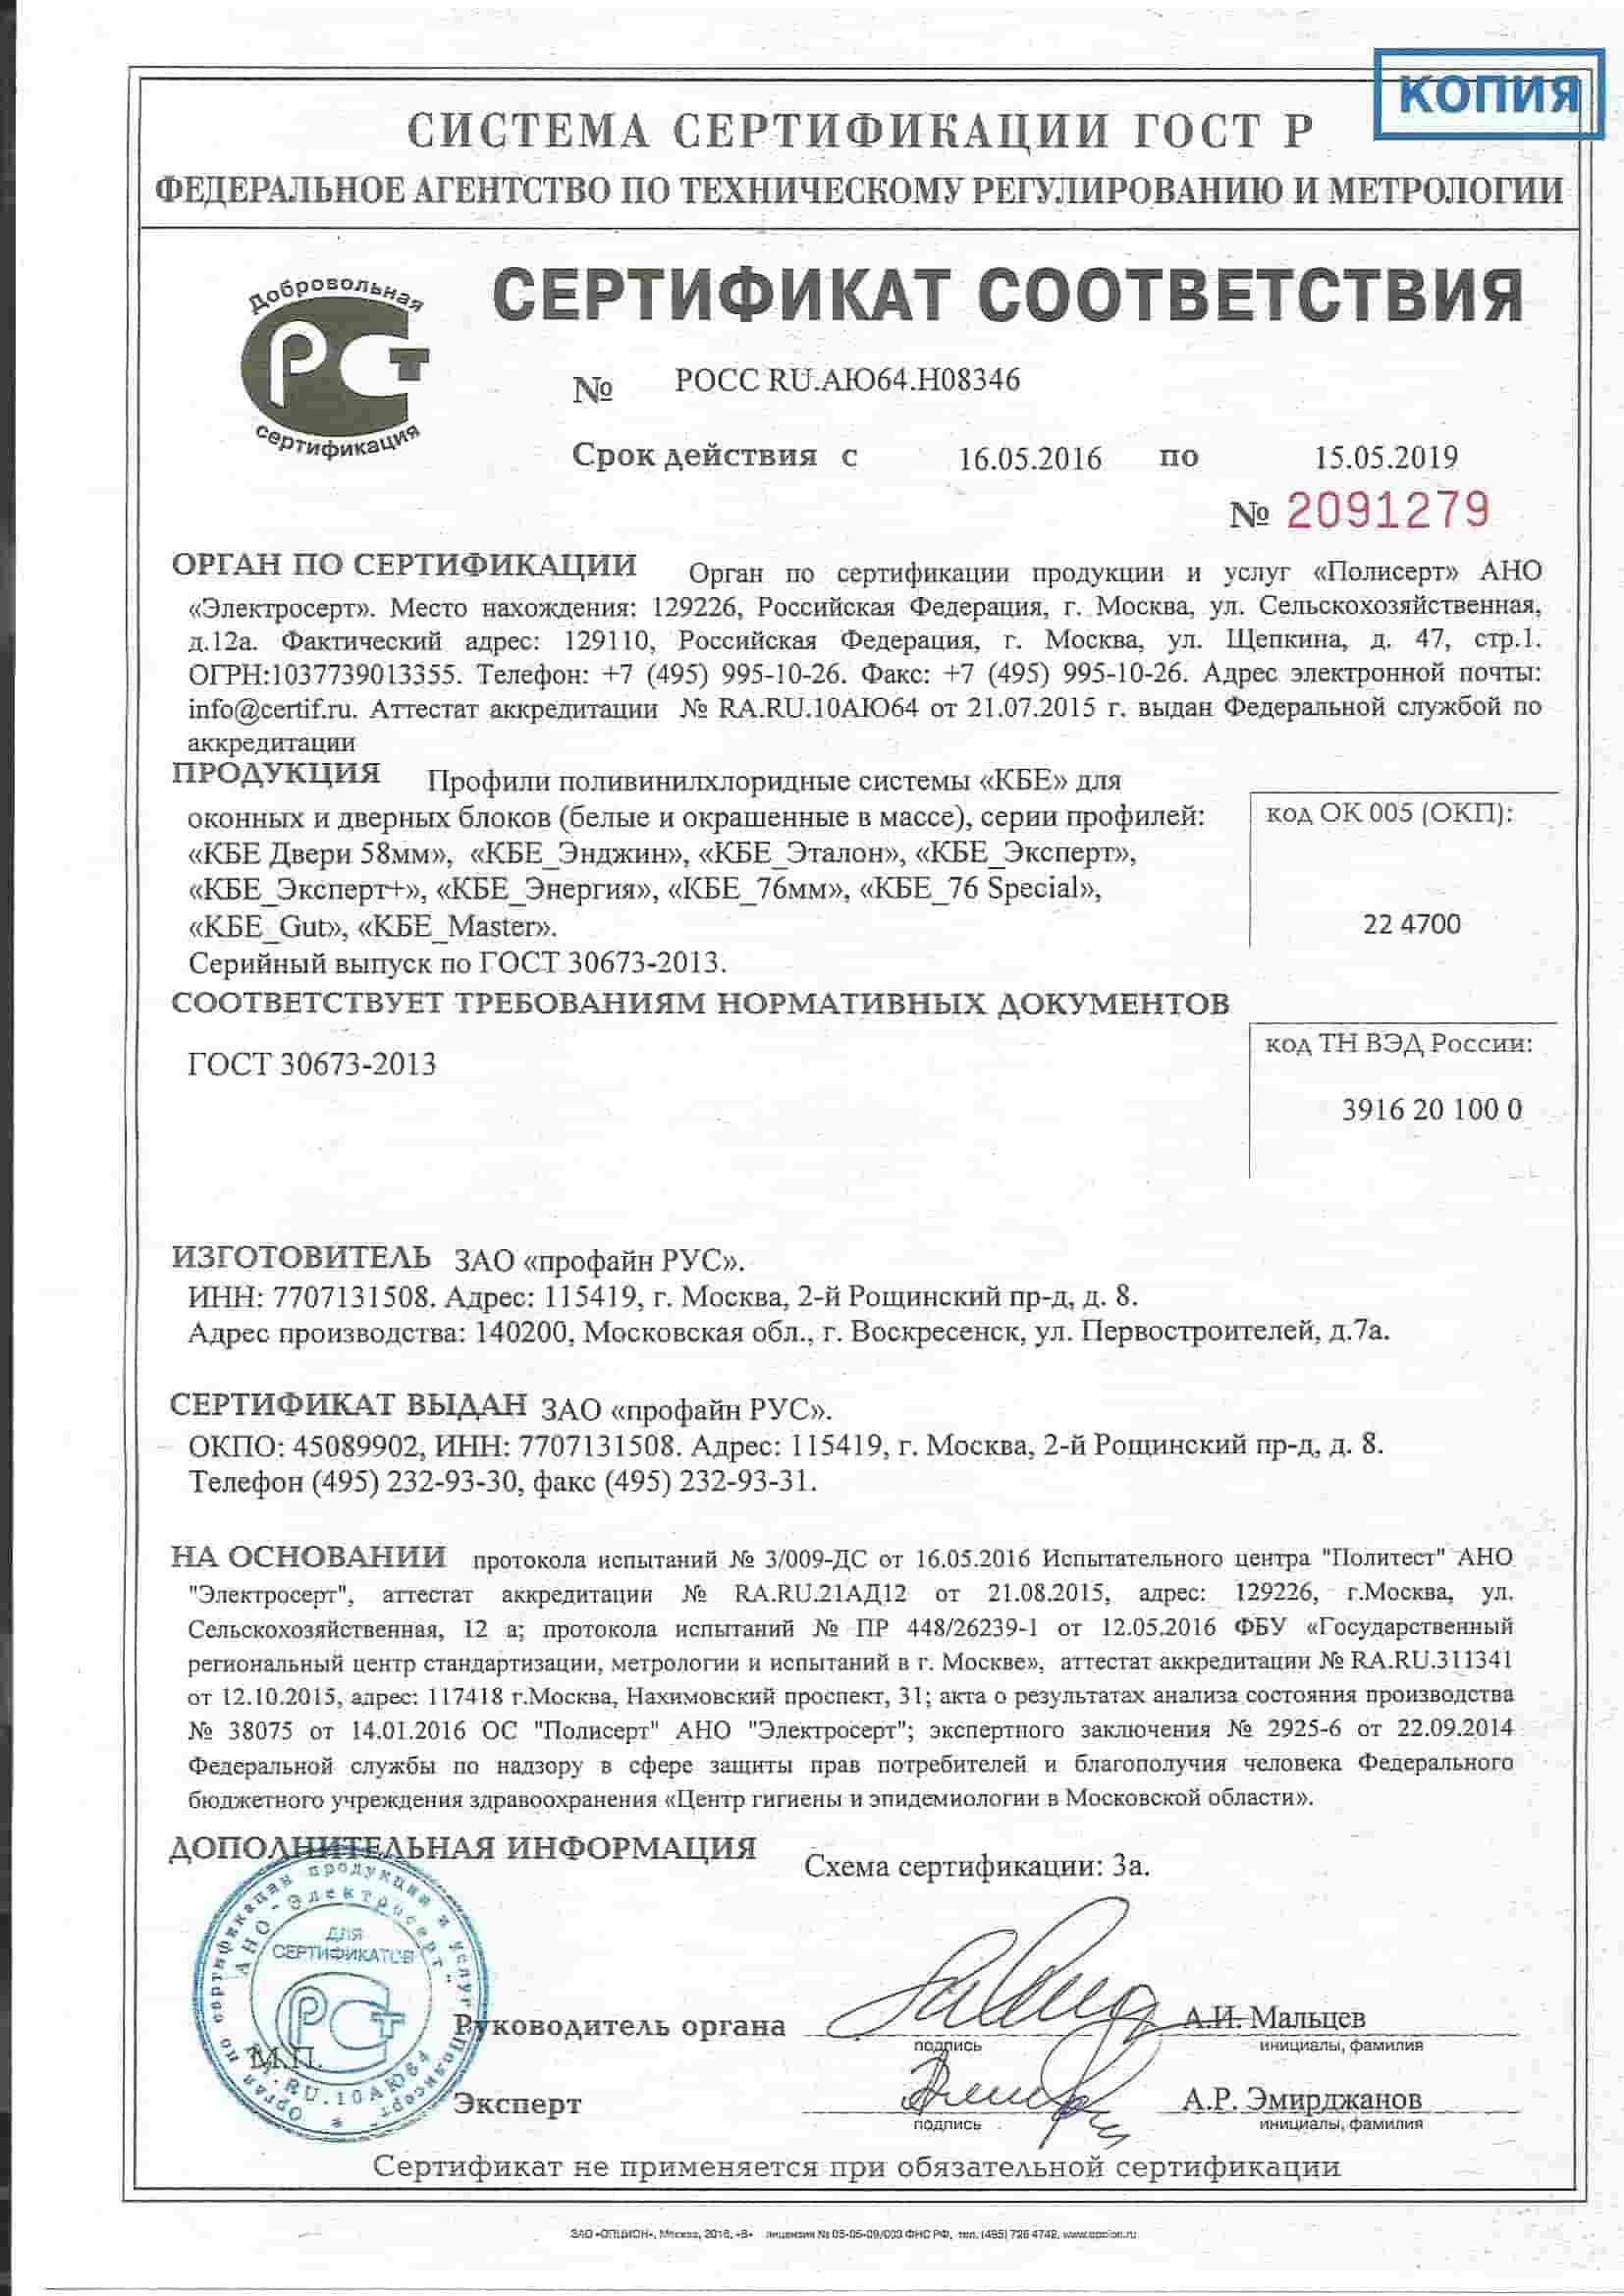 КОПИЯ
СИСТЕМА СЕРТИФИКАЦИИ ГОСТ Р
ФЕДЕРАЛЬНОЕ АГЕНТСТВО ПО ТЕХНИЧЕСКОМУ РЕГУЛИРОВАНИЮ И МЕТРОЛОГИИ
Добровольная
РСТ
сертификация
СЕРТИФИКАТ СООТВЕТСТВИЯ
№ РОСС RU.АЮ64.Н08346
Срок действия с 16.05.2016 по 15.05.2019
№ 2091279
ОРГАН ПО СЕРТИФИКАЦИИ Орган по сертификации продукции и услуг «Полисерт» АНО
«Электросерт». Место нахождения: 129226, Российская Федерация, г. Москва, ул. Сельскохозяйственная,
д.12а. Фактический адрес: 129110, Российская Федерация, г. Москва, ул. Щепкина, д. 47, стр.1.
ОГРН:1037739013355. Телефон: +7 (495) 995-10-26. Факс: +7 (495) 995-10-26. Адрес электронной почты:
info@certif.ru. Аттестат аккредитации № RA.RU.10АЮ64 от 21.07.2015 г. выдан Федеральной службой по
аккредитации
ПРОДУКЦИЯ Профили поливинилхлоридные системы «КБЕ» для
оконных и дверных блоков (белые и окрашенные в массе), серии профилей:
«КБЕ Двери 58мм», «КБЕ_Энджин», «КБЕ_Эталон», «КБЕ_Эксперт»,
«КБЕ_Эксперт+», «КБЕ_Энергия», «КБЕ_76мм», «КБЕ_76 Special»,
«КБЕ_Gut», «КБЕ_Master».
Серийный выпуск по ГОСТ 30673-2013.
код ОК 005 (ОКП):
22 4700
СООТВЕТСТВУЕТ ТРЕБОВАНИЯМ НОРМАТИВНЫХ ДОКУМЕНТОВ
ГОСТ 30673-2013
код ТН ВЭД России:
3916 20 100 0
ИЗГОТОВИТЕЛЬ ЗАО «профайн РУС».
ИНН: 7707131508. Адрес: 115419, г. Москва, 2-й Рощинский пр-д, д. 8.
Адрес производства: 140200, Московская обл., г. Воскресенск, ул. Первостроителей, д.7а.
СЕРТИФИКАТ ВЫДАН ЗАО «профайн РУС».
ОКПО: 45089902, ИНН: 7707131508. Адрес: 115419, г. Москва, 2-й Рощинский пр-д, д. 8.
Телефон (495) 232-93-30, факс (495) 232-93-31.
НА ОСНОВАНИИ протокола испытаний № 3/009-ДС от 16.05.2016 Испытательного центра "Политест" АНО
"Электросерт", аттестат аккредитации № RA.RU.21АД12 от 21.08.2015, адрес: 129226, г.Москва, ул.
Сельскохозяйственная, 12 а; протокола испытаний № ПР 448/26239-1 от 12.05.2016 ФБУ «Государственный
региональный центр стандартизации, метрологии и испытаний в г. Москве», аттестат аккредитации № RA.RU.311341
от 12.10.2015, адрес: 117418 г.Москва, Нахимовский проспект, 31; акта о результатах анализа состояния производства
№ 38075 от 14.01.2016 ОС "Полисерт" АНО "Электросерт"; экспертного заключения № 2925-6 от 22.09.2014
Федеральной службы по надзору в сфере защиты прав потребителей и благополучия человека Федерального
бюджетного учреждения здравоохранения «Центр гигиены и эпидемиологии в Московской области».
ДОПОЛНИТЕЛЬНАЯ ИНФОРМАЦИЯ Схема сертификации: 3а.
Орган по сертификации продукции и услуг "Полисерт"
АНО "Электросерт"
ДЛЯ
СЕРТИФИКАТОВ
РСТ
RU.10АЮ64
М.П.
Руководитель органа А.И. Мальцев
подпись инициалы, фамилия
Эксперт А.Р. Эмирджанов
подпись инициалы, фамилия
Сертификат не применяется при обязательной сертификации
ЗАО «ОПЦИОН», Москва, 2016, «В» лицензия № 05-05-09/003 ФНС РФ, тел. (495) 726 4742, www.opcion.ru